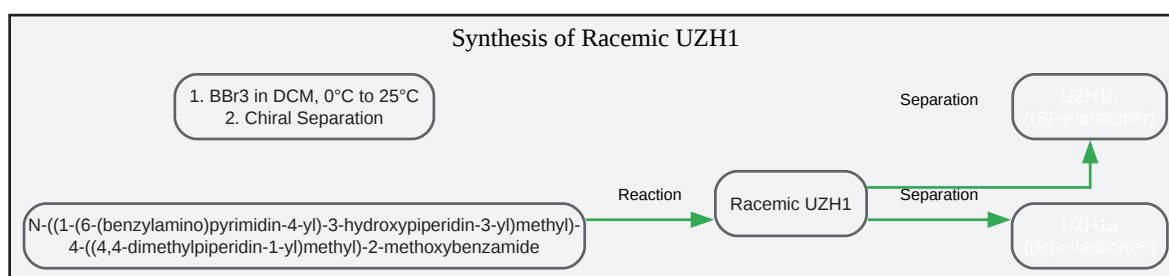 Synthesis of Racemic UZH1
1. BBr3 in DCM, 0°C to 25°C
2. Chiral Separation
Separation
UZH1b
((S)-enantiomer)
N-((1-(6-(benzylamino)pyrimidin-4-yl)-3-hydroxypiperidin-3-yl)methyl)-
4-((4,4-dimethylpiperidin-1-yl)methyl)-2-methoxybenzamide
Reaction
Racemic UZH1
Separation
UZH1a
((R)-enantiomer)